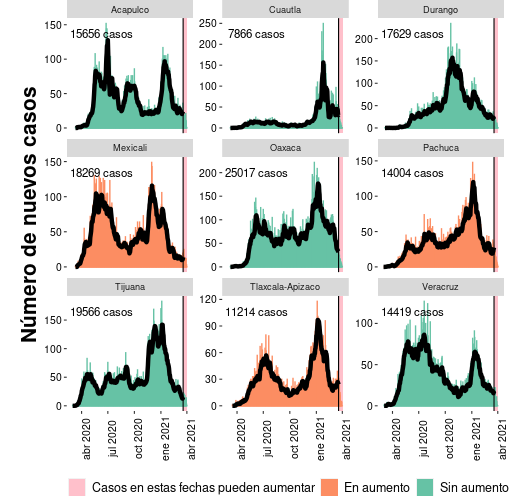 Acapulco
Cuautla
Durango
150
100
50
0
15656 casos
250
200
150
100
50
0
7866 casos
200
150
100
50
0
17629 casos
Mexicali
Oaxaca
Pachuca
150
100
50
0
18269 casos
200
150
100
50
0
25017 casos
150
100
50
0
14004 casos
Tijuana
Tlaxcala-Apizaco
Veracruz
150
100
50
0
19566 casos
120
90
60
30
0
11214 casos
100
50
0
14419 casos
abr 2020
jul 2020
oct 2020
ene 2021
abr 2021
abr 2020
jul 2020
oct 2020
ene 2021
abr 2021
abr 2020
jul 2020
oct 2020
ene 2021
abr 2021
Número de nuevos casos
Casos en estas fechas pueden aumentar
En aumento
Sin aumento